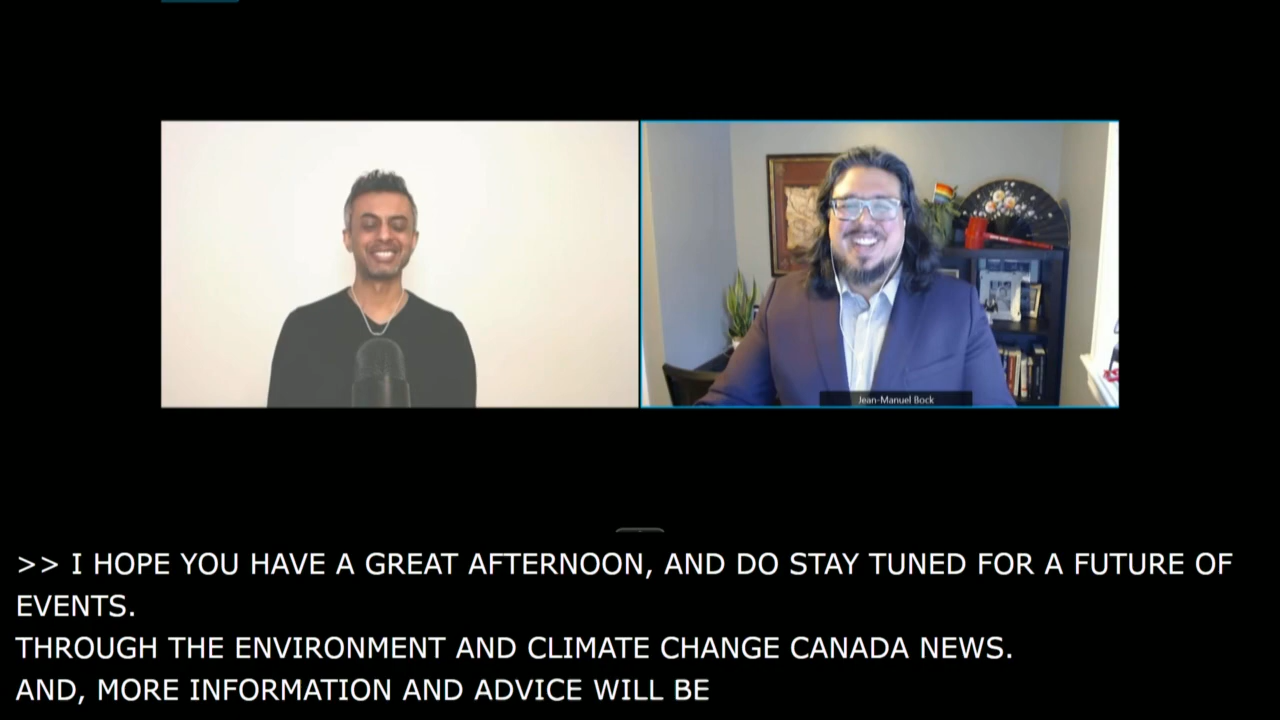 Jean-Manuel Bock
>> I HOPE YOU HAVE A GREAT AFTERNOON, AND DO STAY TUNED FOR A FUTURE OF
EVENTS.
THROUGH THE ENVIRONMENT AND CLIMATE CHANGE CANADA NEWS.
AND, MORE INFORMATION AND ADVICE WILL BE